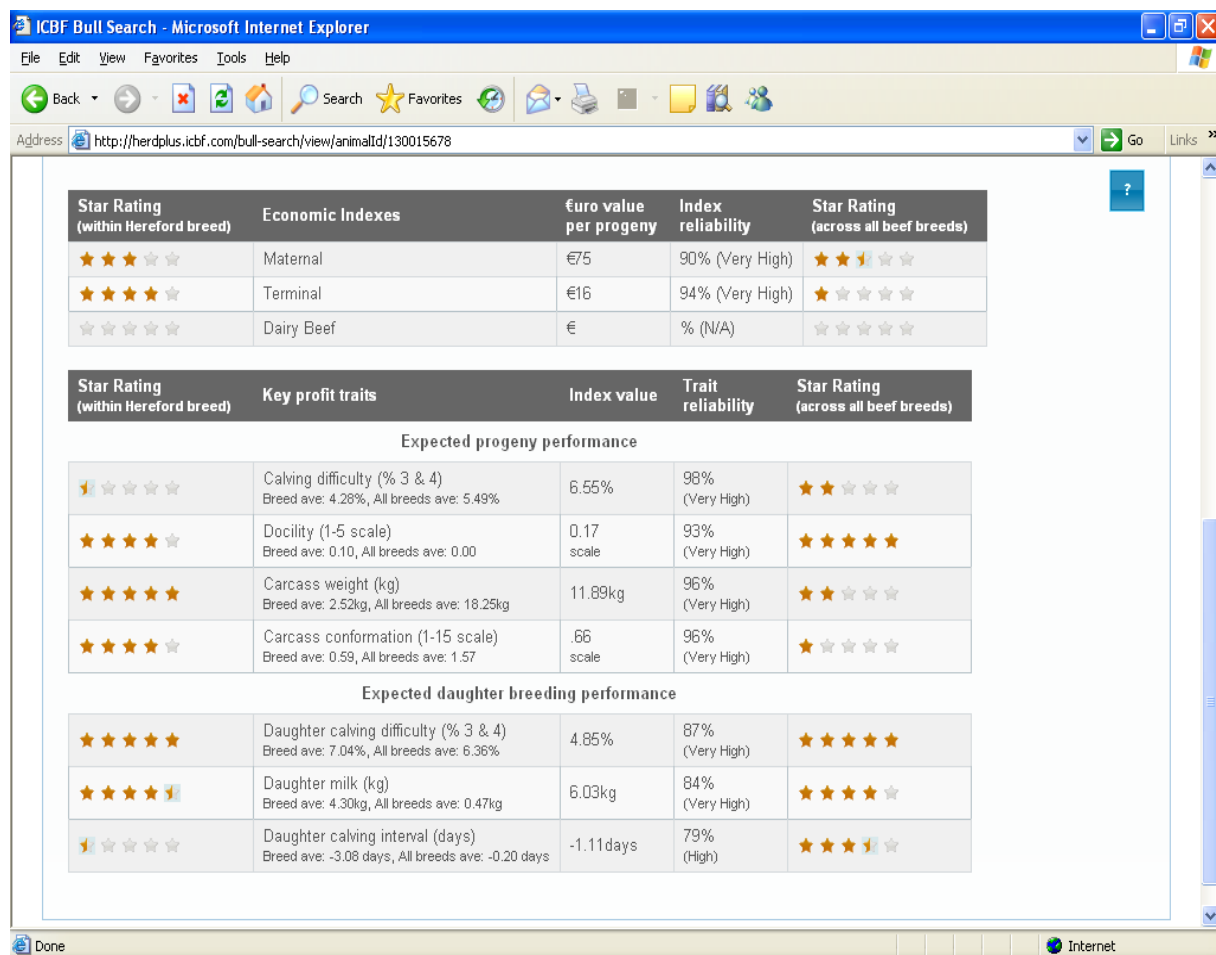 ICBF Bull Search - Microsoft Internet Explorer
File Edit View Favorites Tools Help
Back Search Favorites
Address http://herdplus.icbf.com/bull-search/view/animalId/130015678 Go Links »
?
Star Rating (within Hereford breed) Economic Indexes €uro value per progeny Index reliability Star Rating (across all beef breeds)
Maternal €75 90% (Very High)
Terminal €16 94% (Very High)
Dairy Beef € % (N/A)
Star Rating (within Hereford breed) Key profit traits Index value Trait reliability Star Rating (across all beef breeds)
Expected progeny performance
Calving difficulty (% 3 & 4) 6.55% 98%
Breed ave: 4.28%, All breeds ave: 5.49% (Very High)
Docility (1-5 scale) 0.17 93%
Breed ave: 0.10, All breeds ave: 0.00 scale (Very High)
Carcass weight (kg) 11.89kg 96%
Breed ave: 2.52kg, All breeds ave: 18.25kg (Very High)
Carcass conformation (1-15 scale) .66 96%
Breed ave: 0.59, All breeds ave: 1.57 scale (Very High)
Expected daughter breeding performance
Daughter calving difficulty (% 3 & 4) 4.85% 87%
Breed ave: 7.04%, All breeds ave: 6.36% (Very High)
Daughter milk (kg) 6.03kg 84%
Breed ave: 4.30kg, All breeds ave: 0.47kg (Very High)
Daughter calving interval (days) -1.11days 79%
Breed ave: -3.08 days, All breeds ave: -0.20 days (High)
Done Internet